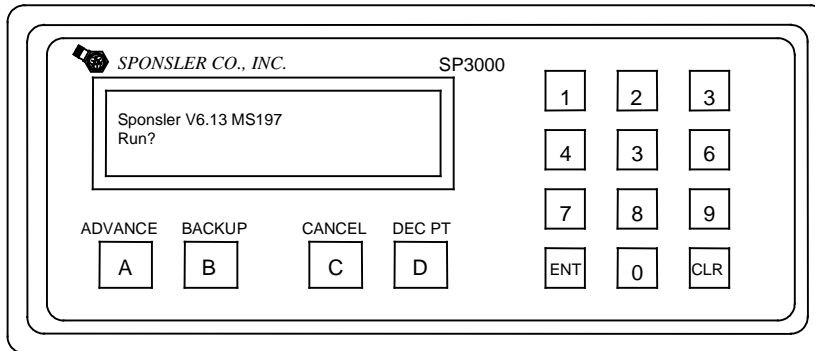 SPONSLER CO., INC. SP3000
Sponsler V6.13 MS197
Run?
ADVANCE BACKUP CANCEL DEC PT
A B C D
1 2 3
4 3 6
7 8 9
ENT 0 CLR